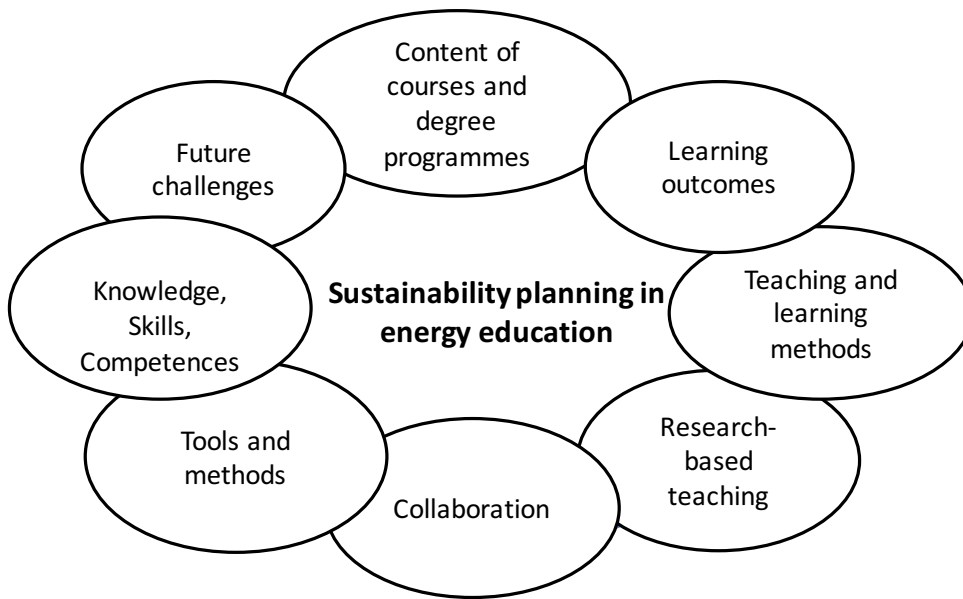 Content of
courses and
degree
programmes
Learning
outcomes
Teaching and
learning
methods
Research-
based
teaching
Collaboration
Tools and
methods
Knowledge,
Skills,
Competences
Future
challenges
Sustainability planning in
energy education